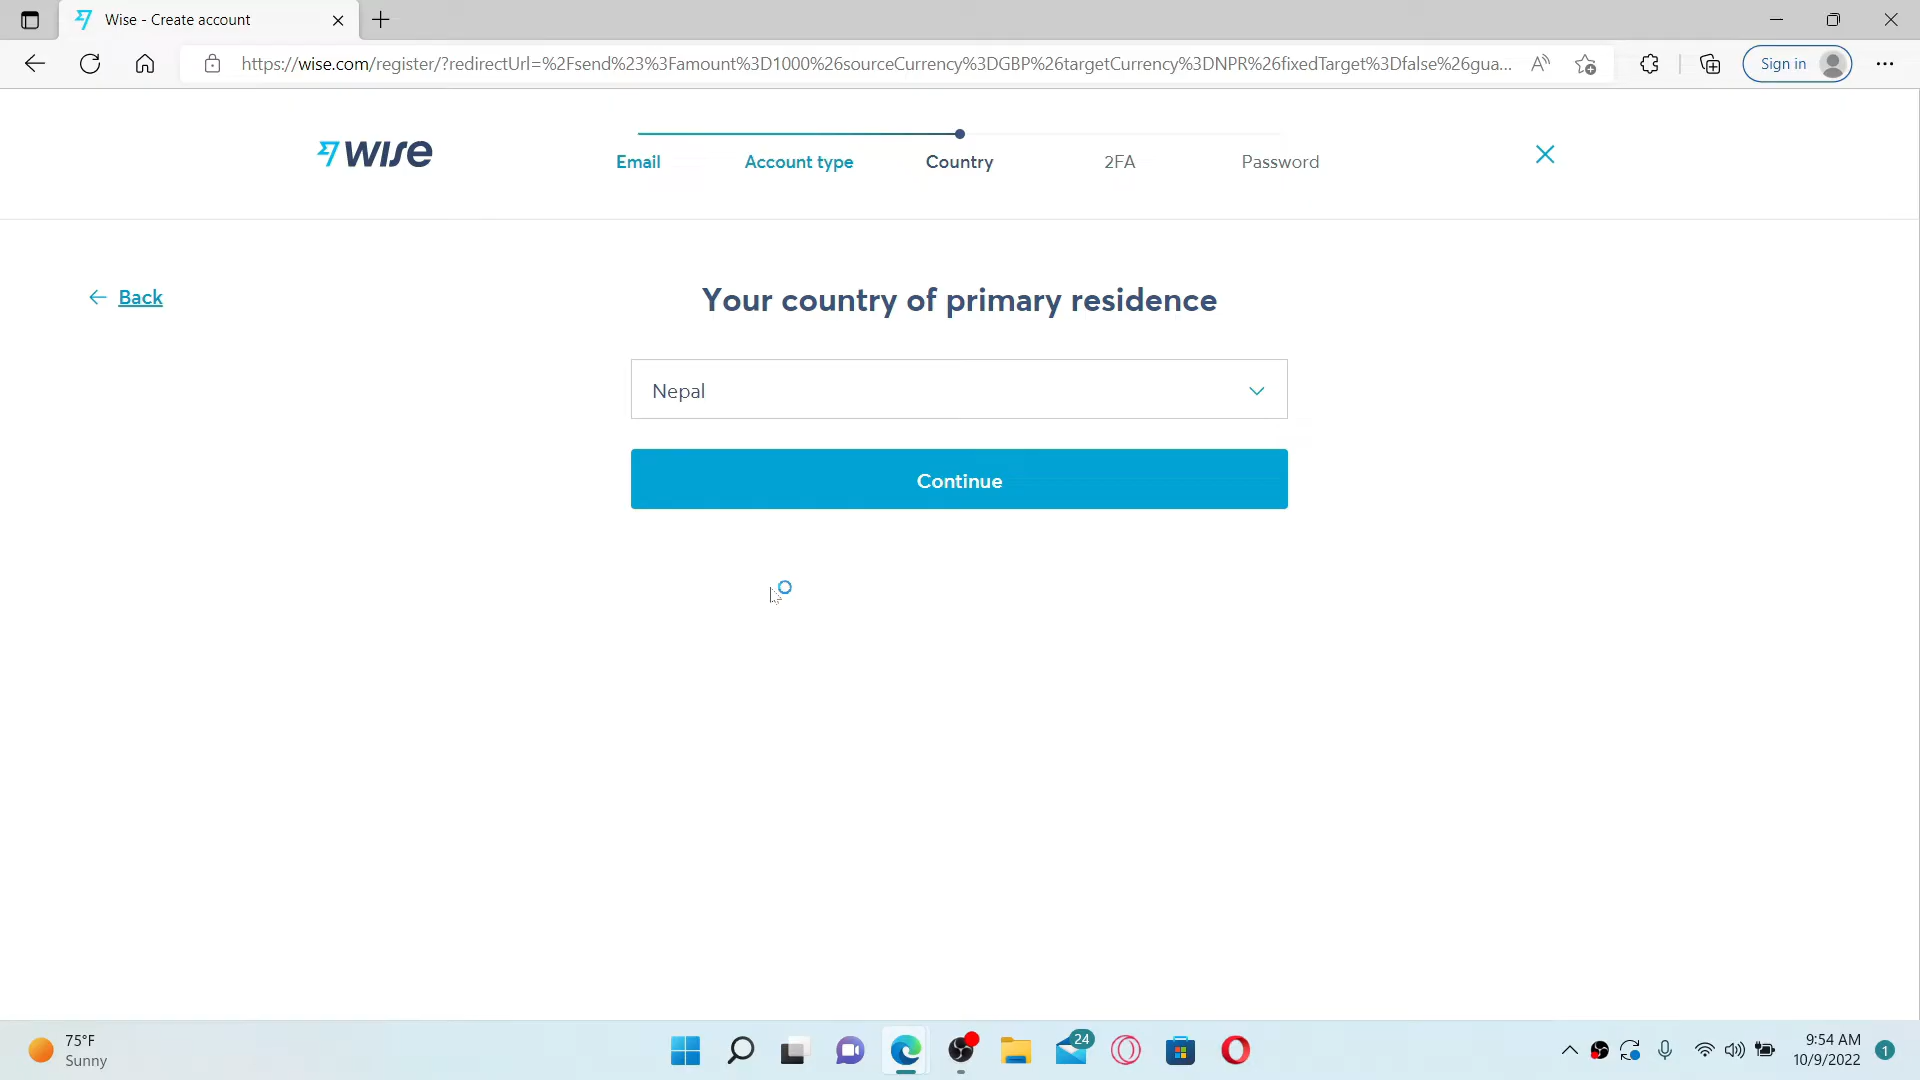 Wise - Create account
https://wise.com/register/?redirectUrl=%2Fsend%23%3Famount%3D1000%26sourceCurrency%3DGBP%26targetCurrency%3DNPR%26fixedTarget%3Dfalse%26gua...
Sign in
wise
Email
Account type
Country
2FA
Password
Back
Your country of primary residence
Nepal
Continue
75°F
Sunny
24
9:54 AM
10/9/2022
1